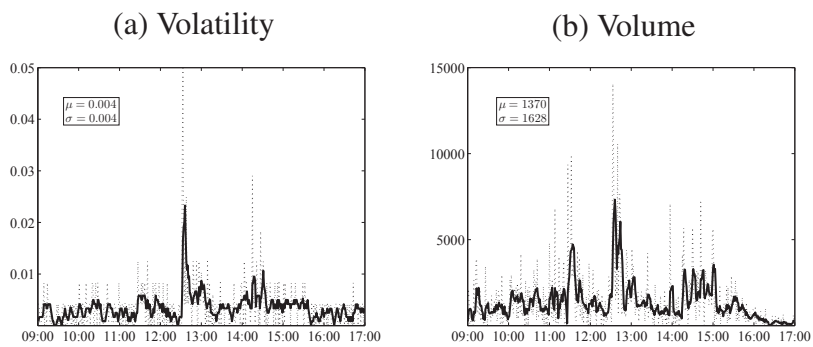 (a) Volatility
(b) Volume
0.05
0.04
0.03
0.02
0.01
μ = 0.004
σ = 0.004
09:00 10:00 11:00 12:00 13:00 14:00 15:00 16:00 17:00
15000
10000
5000
μ = 1370
σ = 1628
09:00 10:00 11:00 12:00 13:00 14:00 15:00 16:00 17:00